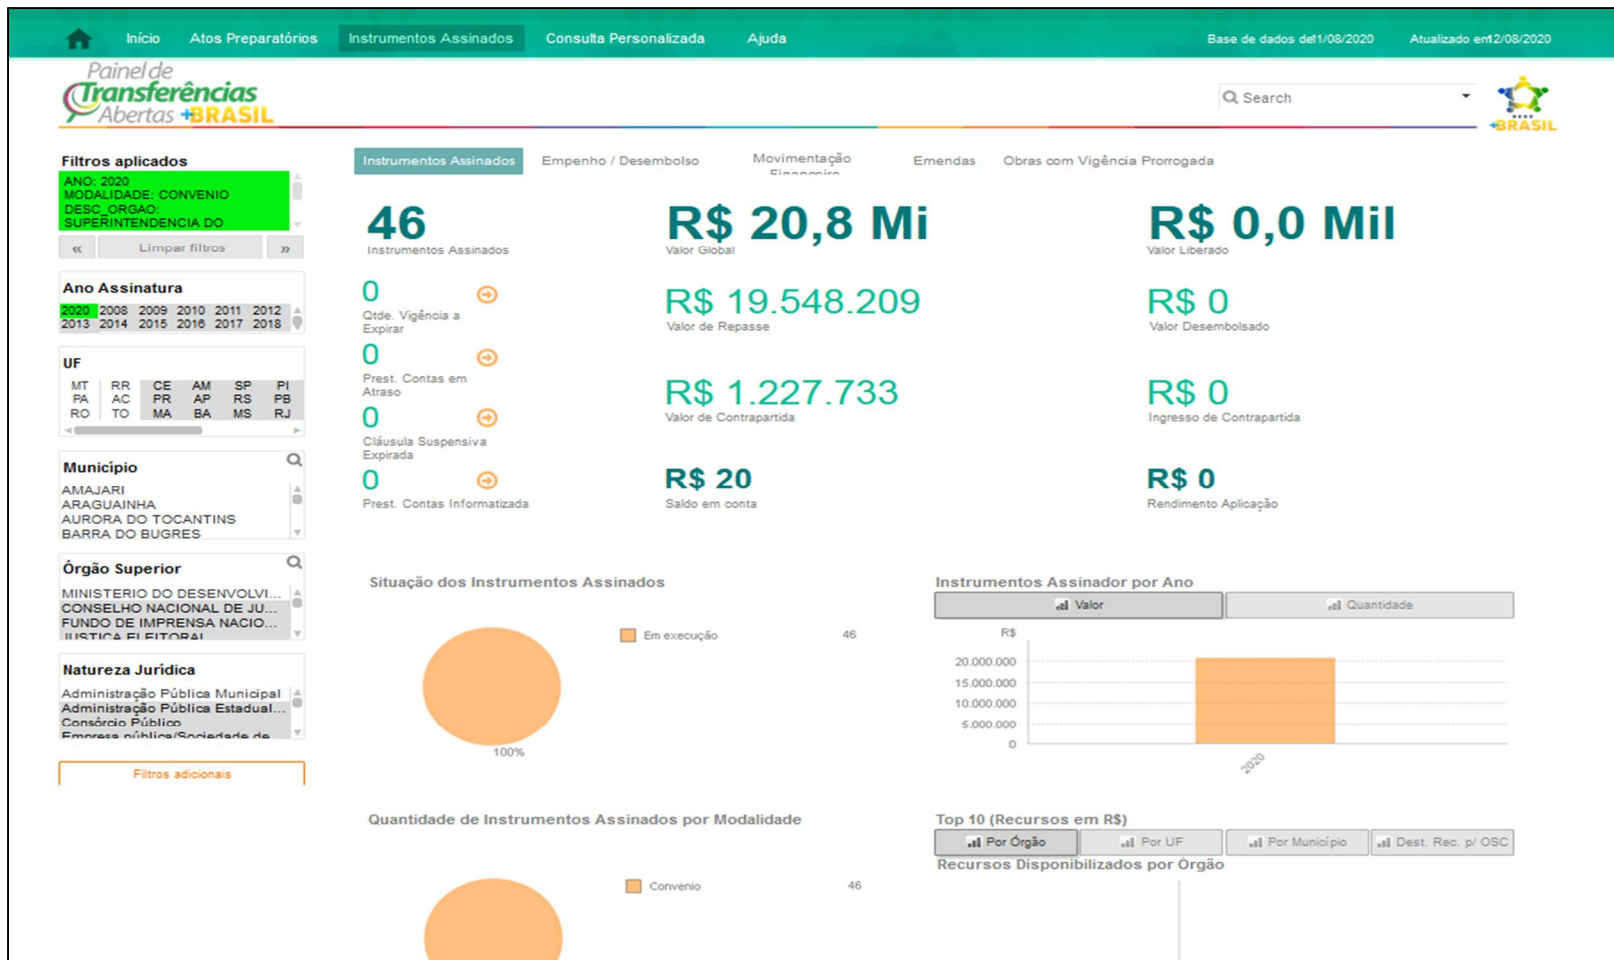 Início Atos Preparatórios Instrumentos Assinados Consulta Personalizada Ajuda Base de dados de11/08/2020 Atualizado em12/08/2020
Painel de
Transferências
Abertas +BRASIL
Search
+BRASIL
Filtros aplicados
ANO: 2020
MODALIDADE: CONVENIO
DESC_ORGAO:
SUPERINTENDENCIA DO
« Limpar filtros »
Ano Assinatura
2020 2008 2009 2010 2011 2012
2013 2014 2015 2016 2017 2018
UF
MT RR CE AM SP PI
PA AC PR AP RS PB
RO TO MA BA MS RJ
Município
AMAJARI
ARAGUAINHA
AURORA DO TOCANTINS
BARRA DO BUGRES
Órgão Superior
MINISTERIO DO DESENVOLVI...
CONSELHO NACIONAL DE JU...
FUNDO DE IMPRENSA NACIO...
JUSTICA ELEITORAL
Natureza Jurídica
Administração Pública Municipal
Administração Pública Estadual...
Consórcio Público
Empresa pública/Sociedade de
Filtros adicionais
Instrumentos Assinados Empenho / Desembolso Movimentação Financeira Emendas Obras com Vigência Prorrogada
46
Instrumentos Assinados
R$ 20,8 Mi
Valor Global
R$ 0,0 Mil
Valor Liberado
0
Qtde. Vigência a
Expirar
R$ 19.548.209
Valor de Repasse
R$ 0
Valor Desembolsado
0
Prest. Contas em
Atraso
R$ 1.227.733
Valor de Contrapartida
R$ 0
Ingresso de Contrapartida
0
Cláusula Suspensiva
Expirada
0
Prest. Contas Informatizada
R$ 20
Saldo em conta
R$ 0
Rendimento Aplicação
Situação dos Instrumentos Assinados
Em execução 46
100%
Instrumentos Assinador por Ano
Valor Quantidade
R$
20.000.000
15.000.000
10.000.000
5.000.000
0
2020
Quantidade de Instrumentos Assinados por Modalidade
Convenio 46
Top 10 (Recursos em R$)
Por Órgão Por UF Por Município Dest. Rec. p/ OSC
Recursos Disponibilizados por Órgão